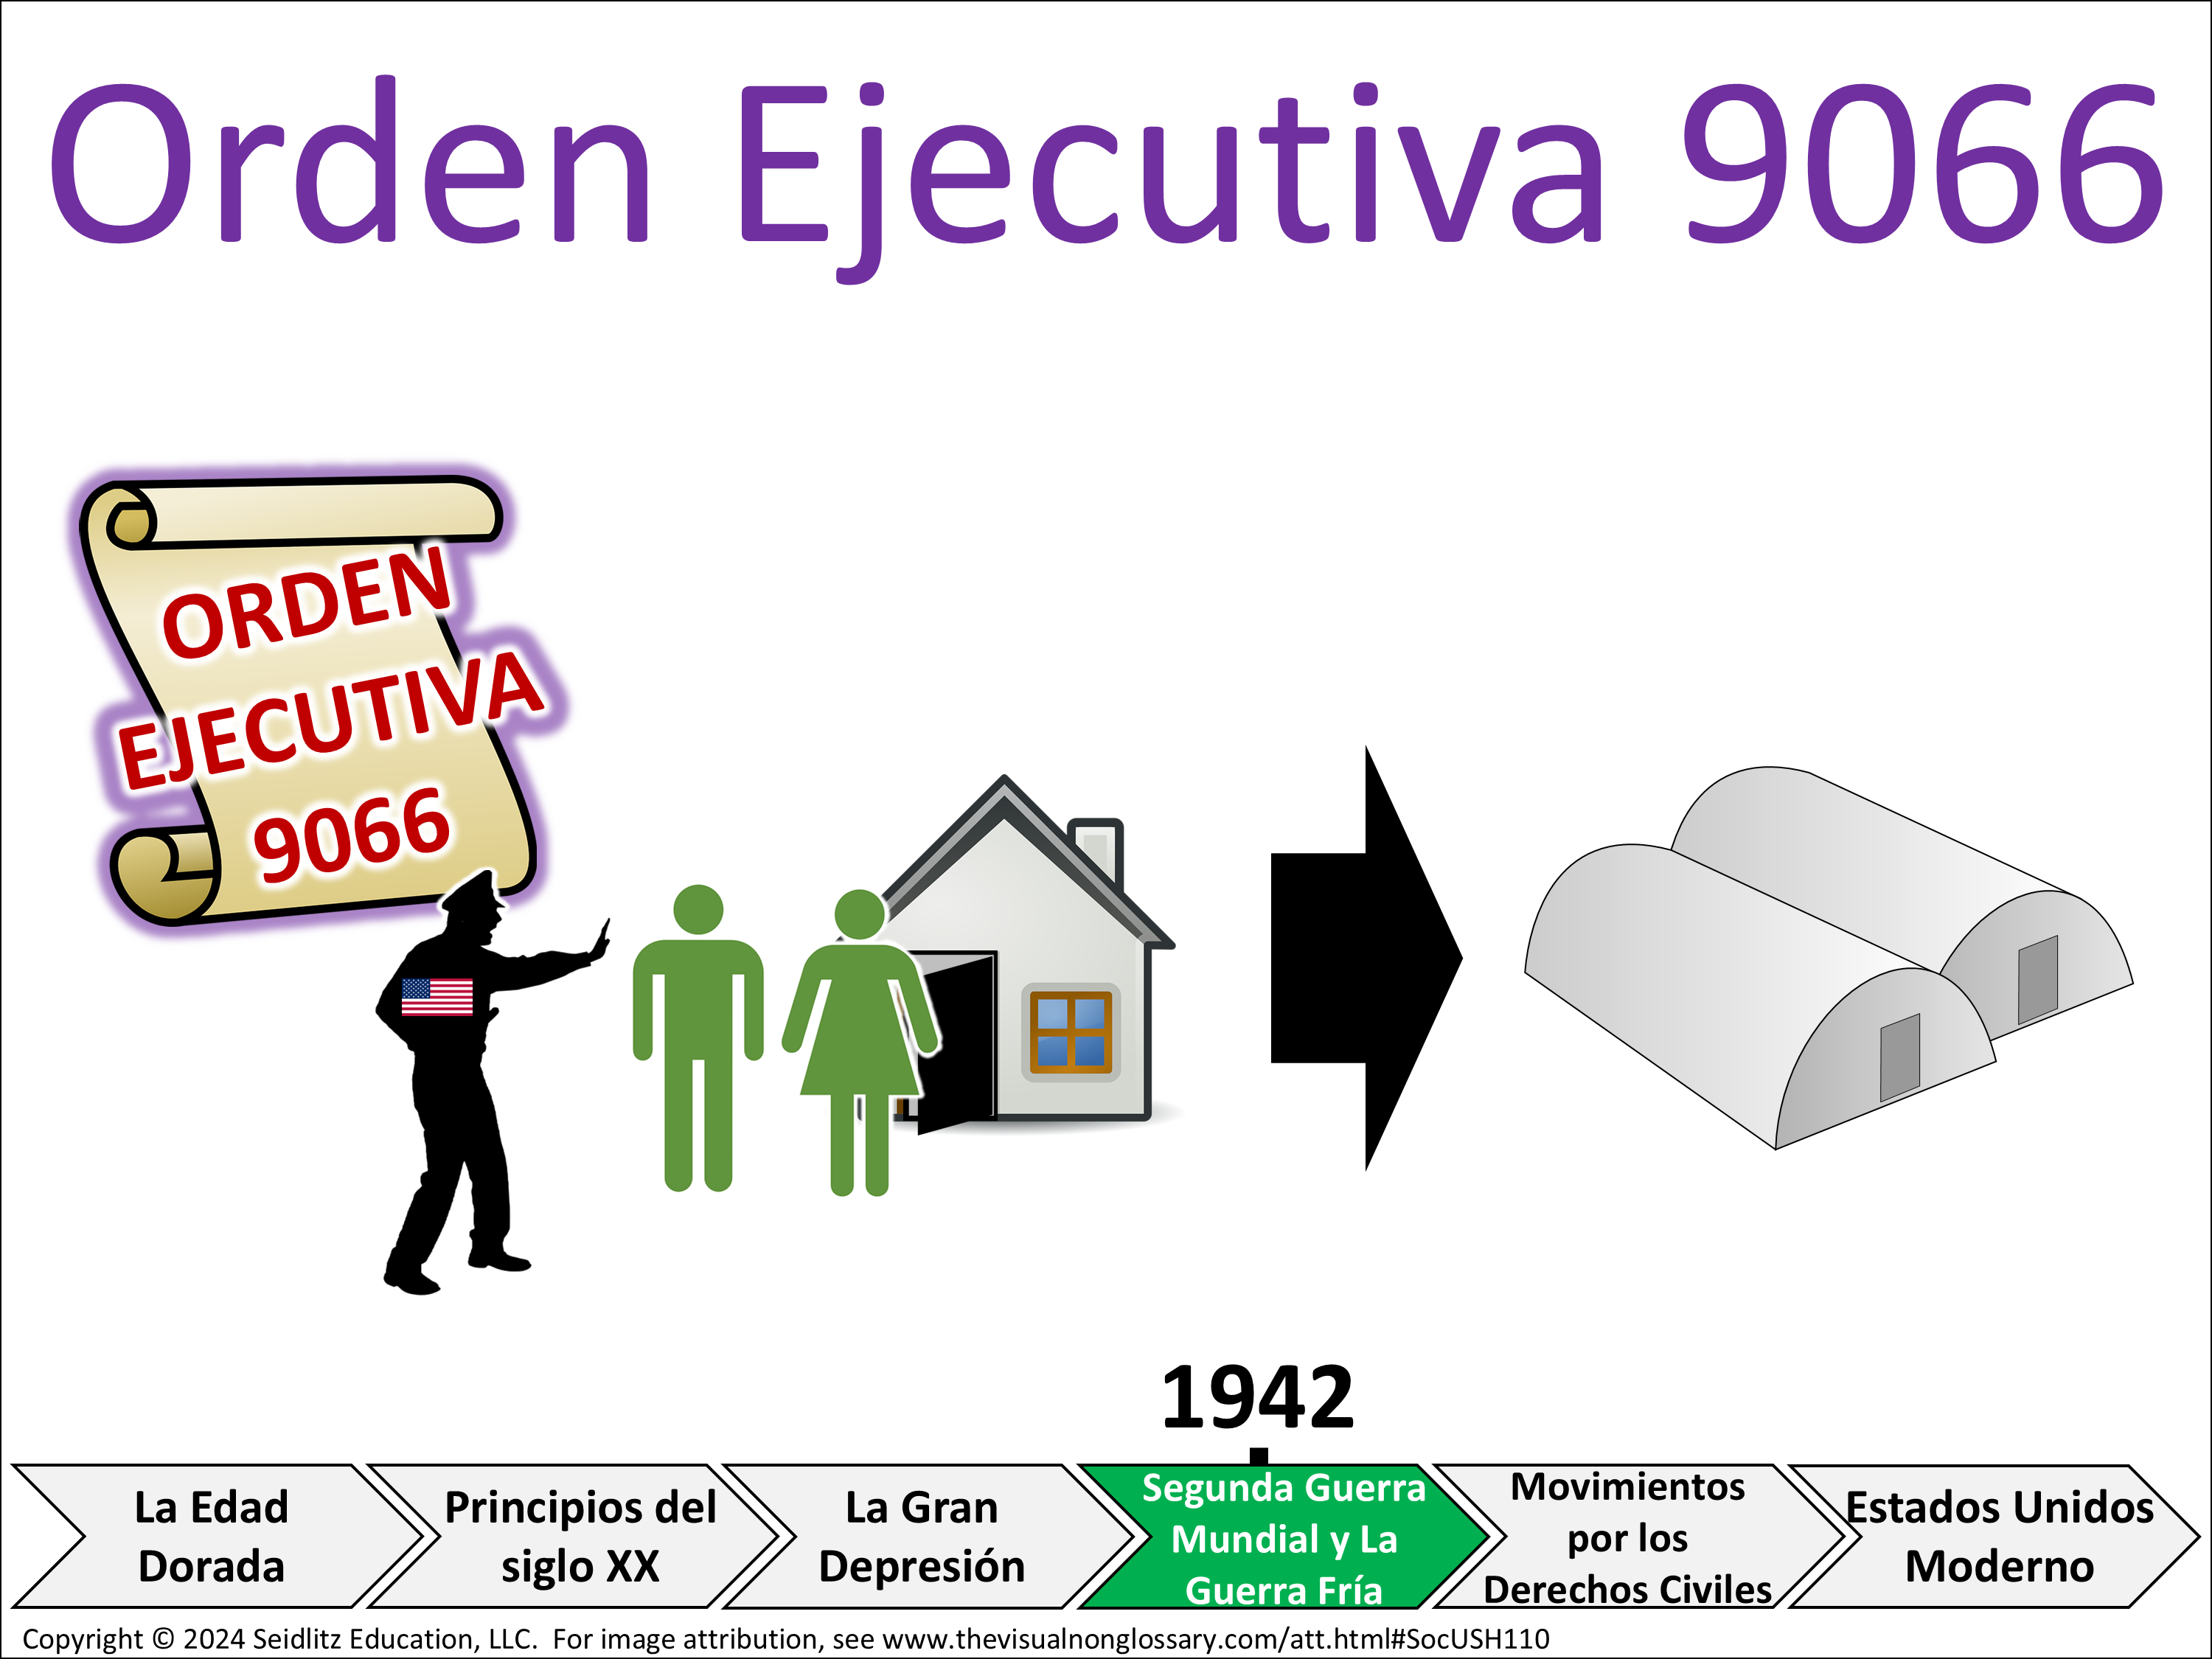 Orden Ejecutiva 9066
ORDEN
EJECUTIVA
9066
1942
La Edad
Dorada
Principios del
siglo XX
La Gran
Depresión
Segunda Guerra
Mundial y La
Guerra Fría
Movimientos
por los
Derechos Civiles
Estados Unidos
Moderno
Copyright © 2024 Seidlitz Education, LLC.  For image attribution, see www.thevisualnonglossary.com/att.html#SocUSH110